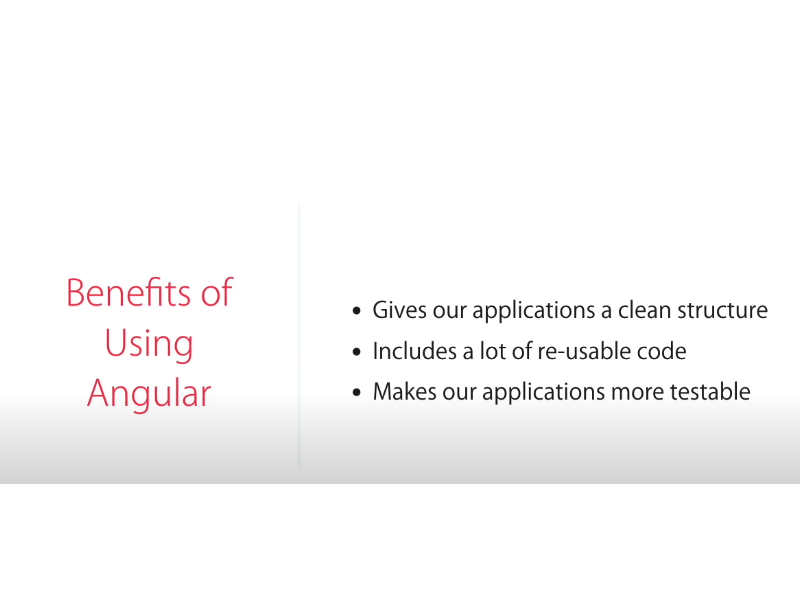 Benefits of
Using
Angular
• Gives our applications a clean structure
• Includes a lot of re-usable code
• Makes our applications more testable